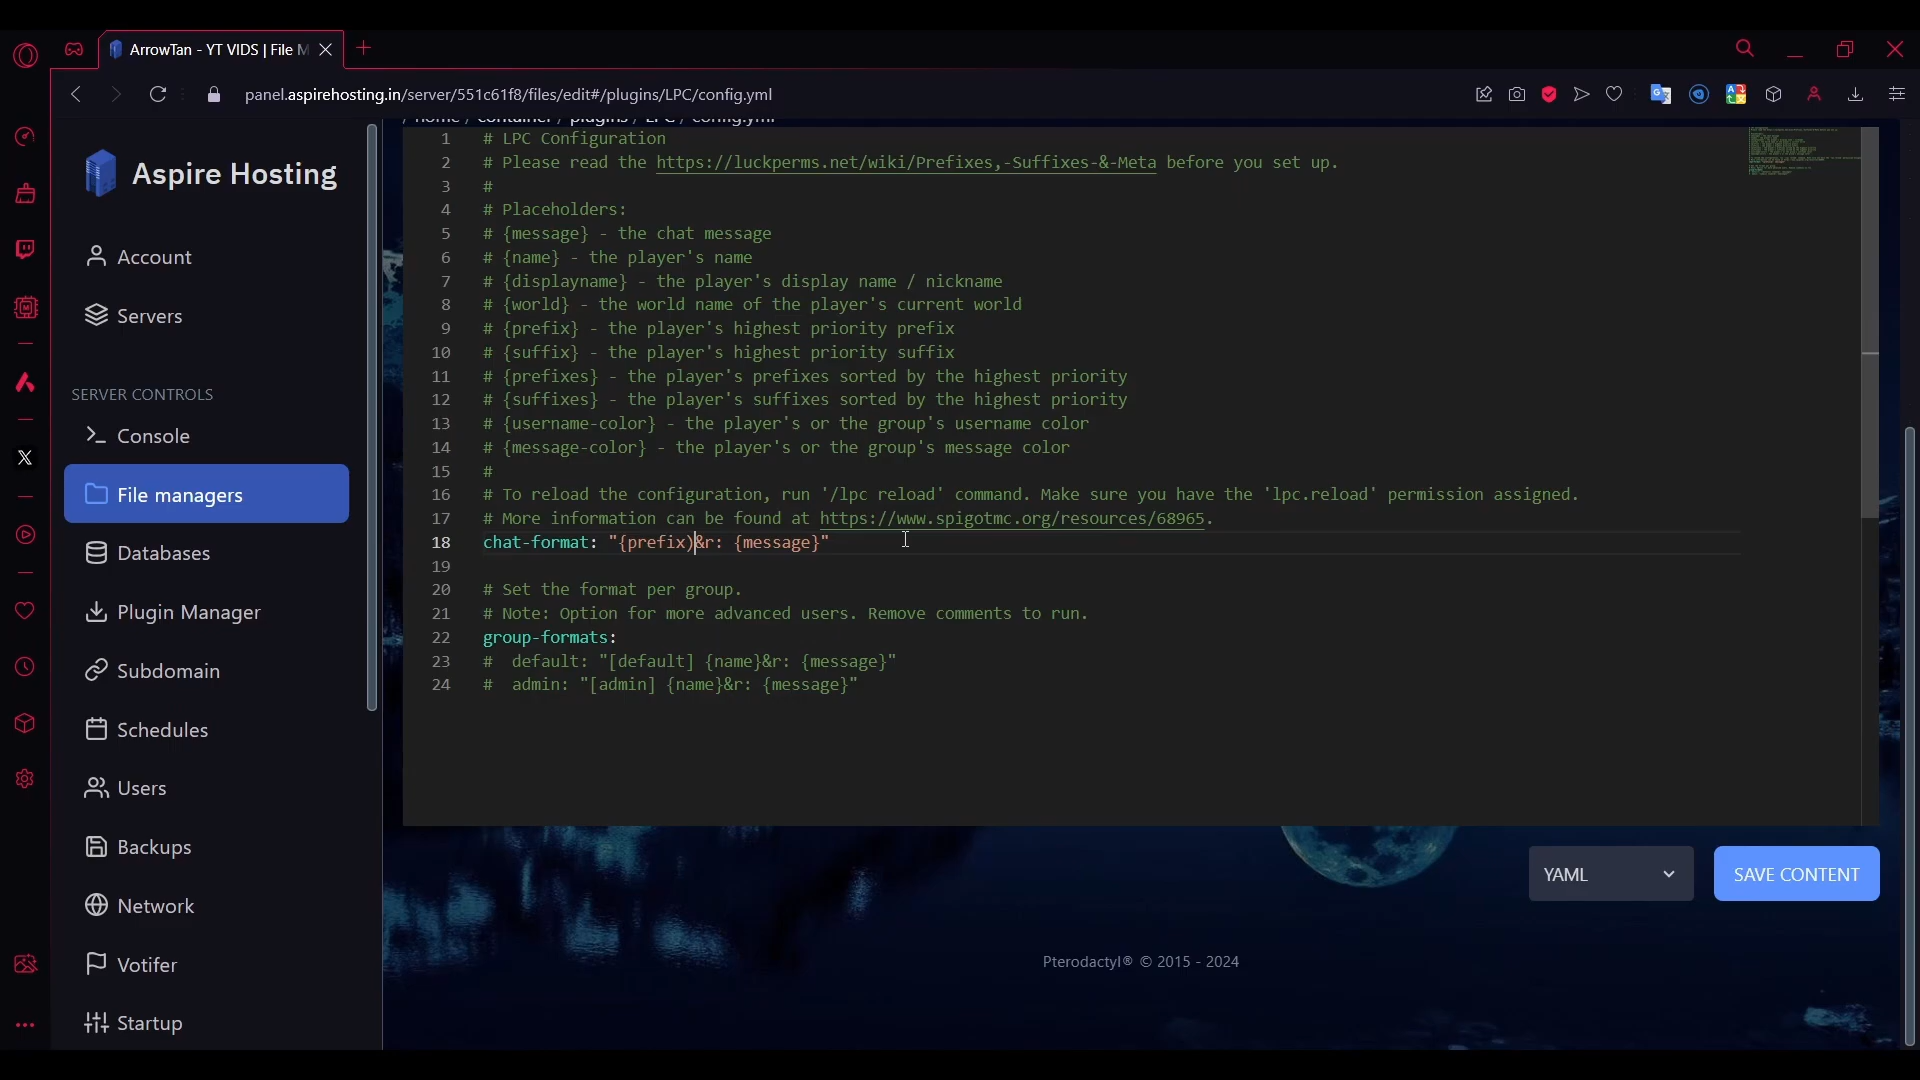 ArrowTan - YT VIDS | File M
panel.aspirehosting.in/server/551c61f8/files/edit#/plugins/LPC/config.yml
Aspire Hosting
Account
Servers
SERVER CONTROLS
Console
File managers
Databases
Plugin Manager
Subdomain
Schedules
Users
Backups
Network
Votifer
Startup
/ home / container / plugins / LPC / config.yml
1 # LPC Configuration
2 # Please read the https://luckperms.net/wiki/Prefixes,-Suffixes-&-Meta before you set up.
3 #
4 # Placeholders:
5 # {message} - the chat message
6 # {name} - the player's name
7 # {displayname} - the player's display name / nickname
8 # {world} - the world name of the player's current world
9 # {prefix} - the player's highest priority prefix
10 # {suffix} - the player's highest priority suffix
11 # {prefixes} - the player's prefixes sorted by the highest priority
12 # {suffixes} - the player's suffixes sorted by the highest priority
13 # {username-color} - the player's or the group's username color
14 # {message-color} - the player's or the group's message color
15 #
16 # To reload the configuration, run '/lpc reload' command. Make sure you have the 'lpc.reload' permission assigned.
17 # More information can be found at https://www.spigotmc.org/resources/68965.
18 chat-format: "{prefix)&r: {message}"
19
20 # Set the format per group.
21 # Note: Option for more advanced users. Remove comments to run.
22 group-formats:
23 #  default: "[default] {name}&r: {message}"
24 #  admin: "[admin] {name}&r: {message}"
YAML
SAVE CONTENT
Pterodactyl® © 2015 - 2024